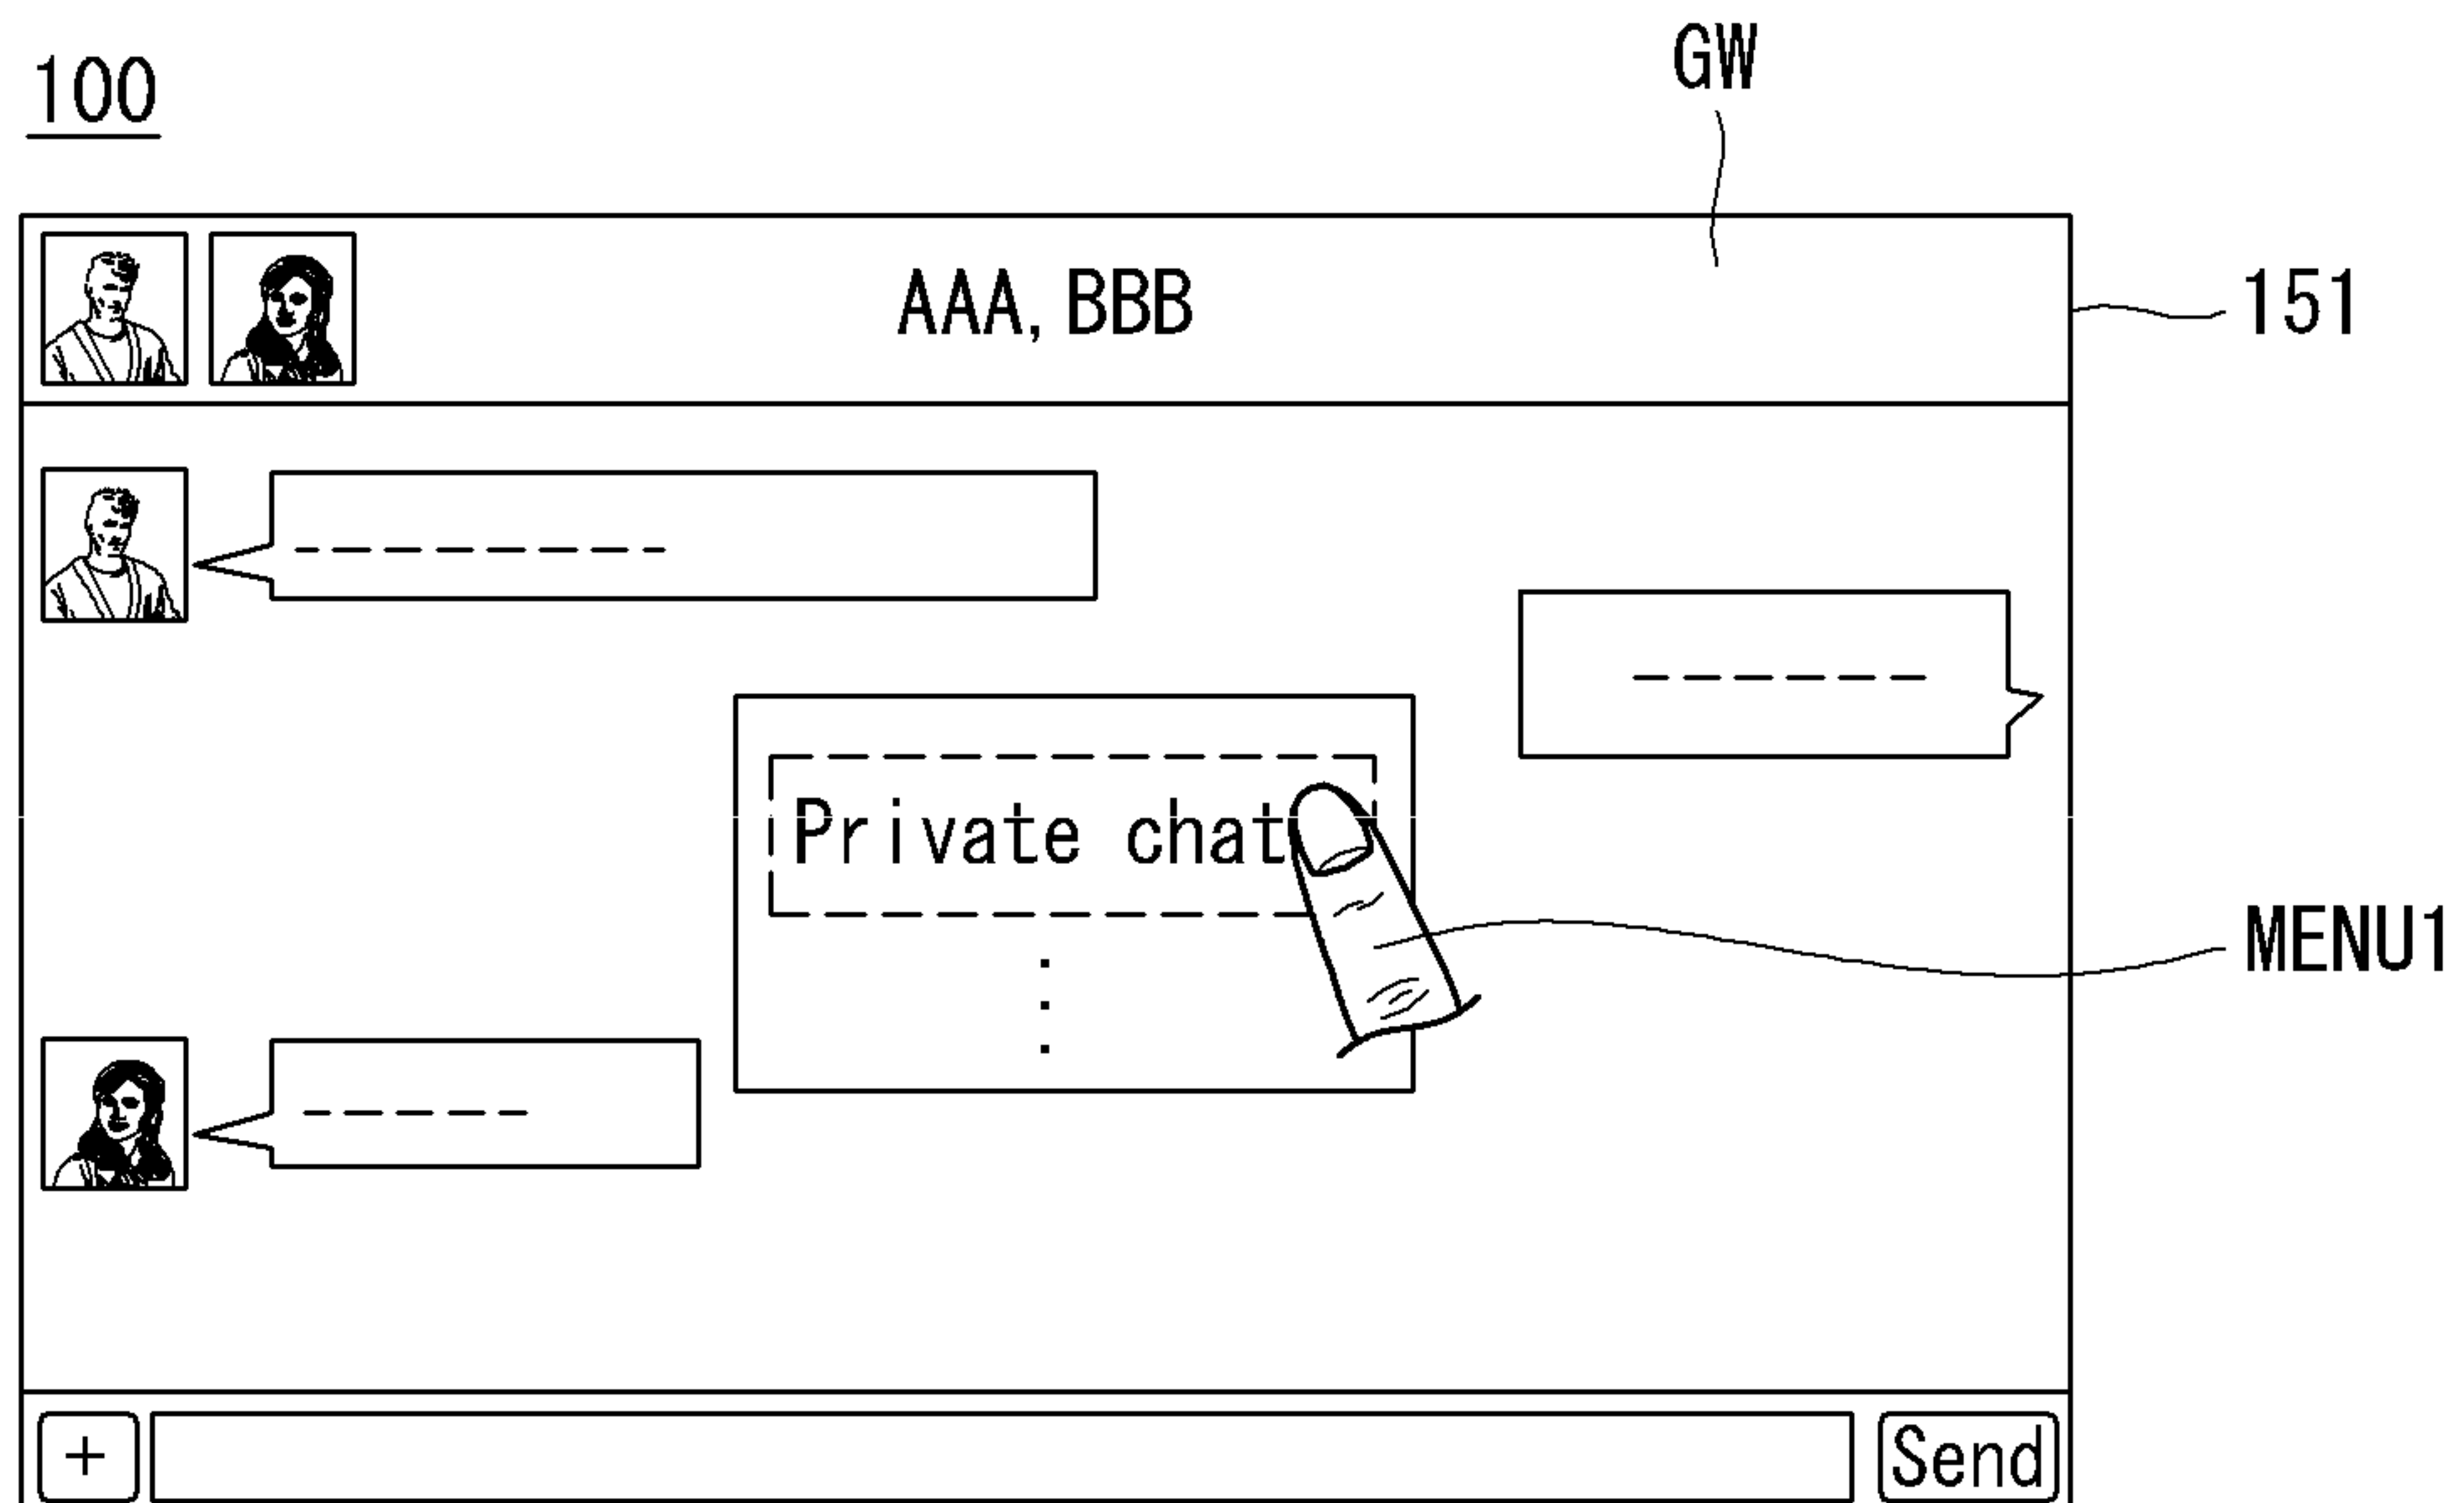 GW
100
AAA, BBB
151
Private chat
MENU1
+
Send